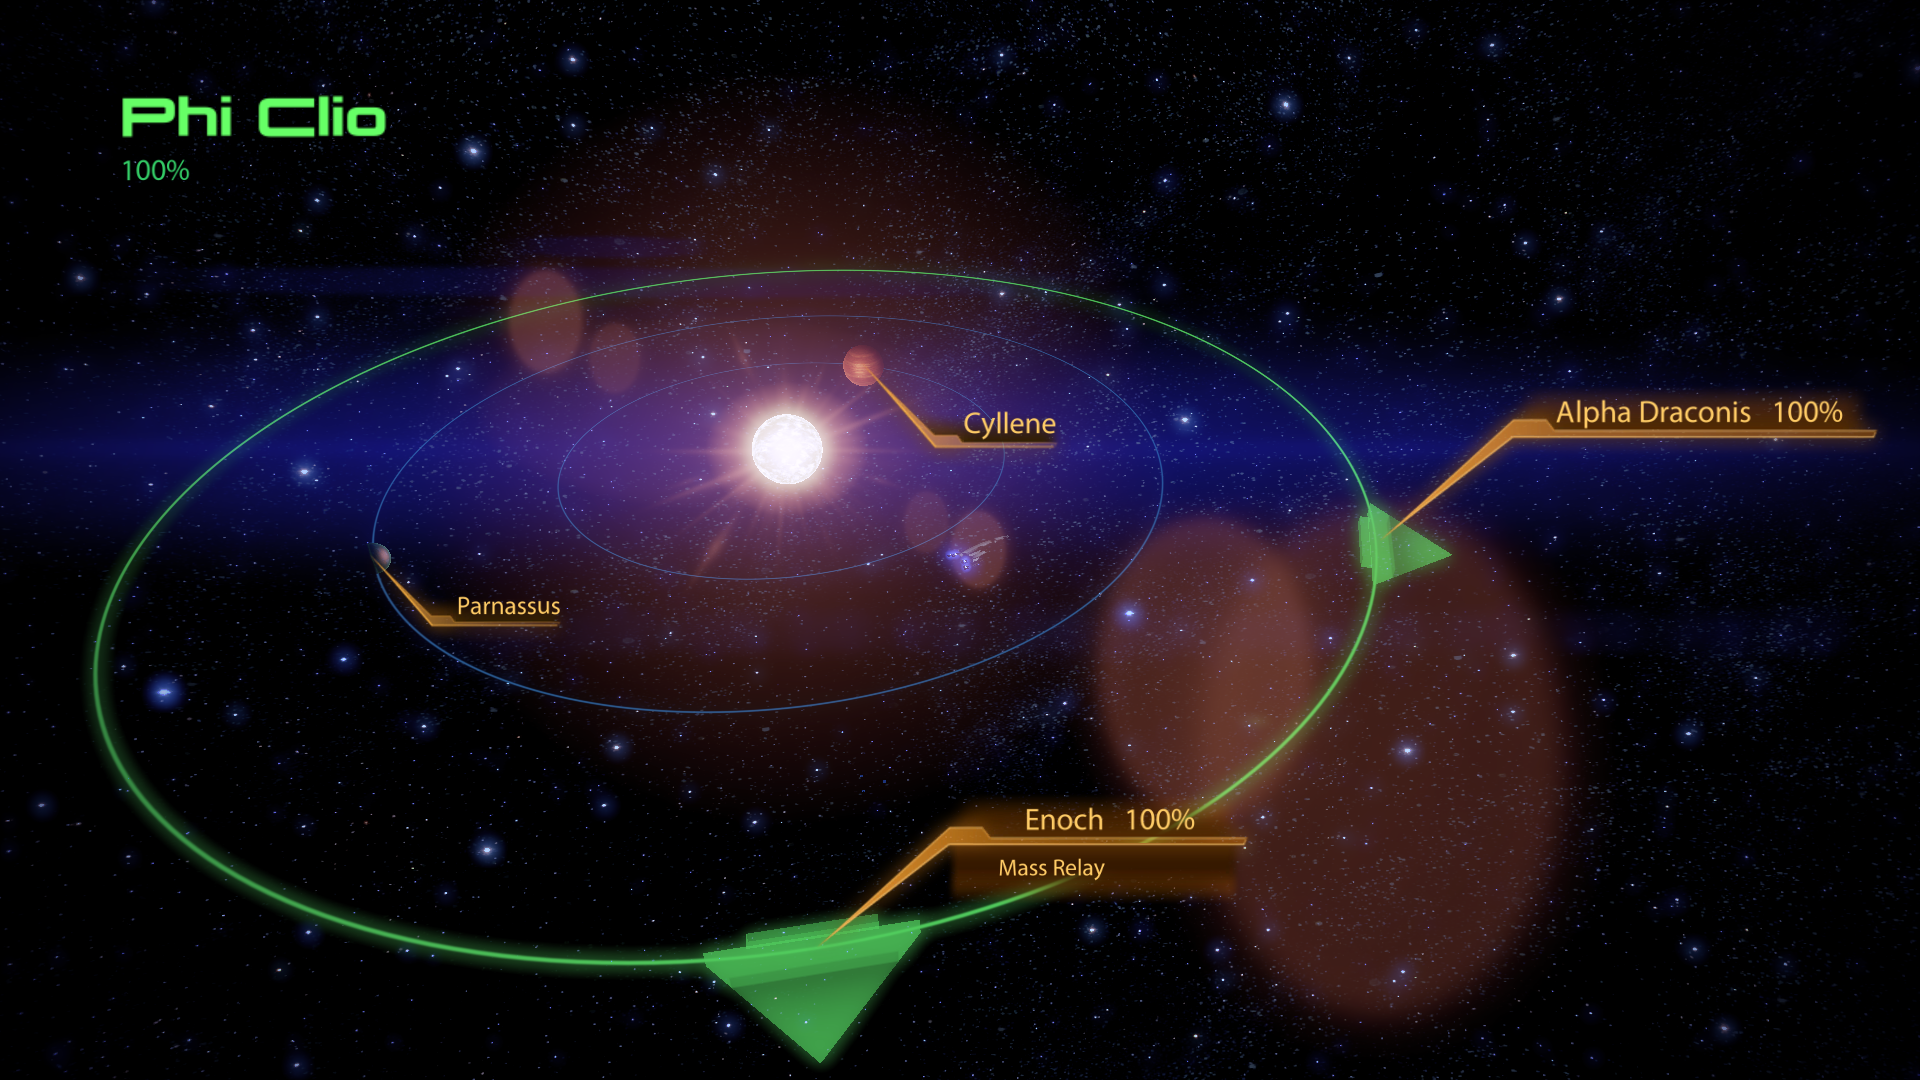 Phi Clio
100%
Alpha Draconis 100%
Cyllene
Parnassus
Enoch 100%
Mass Relay